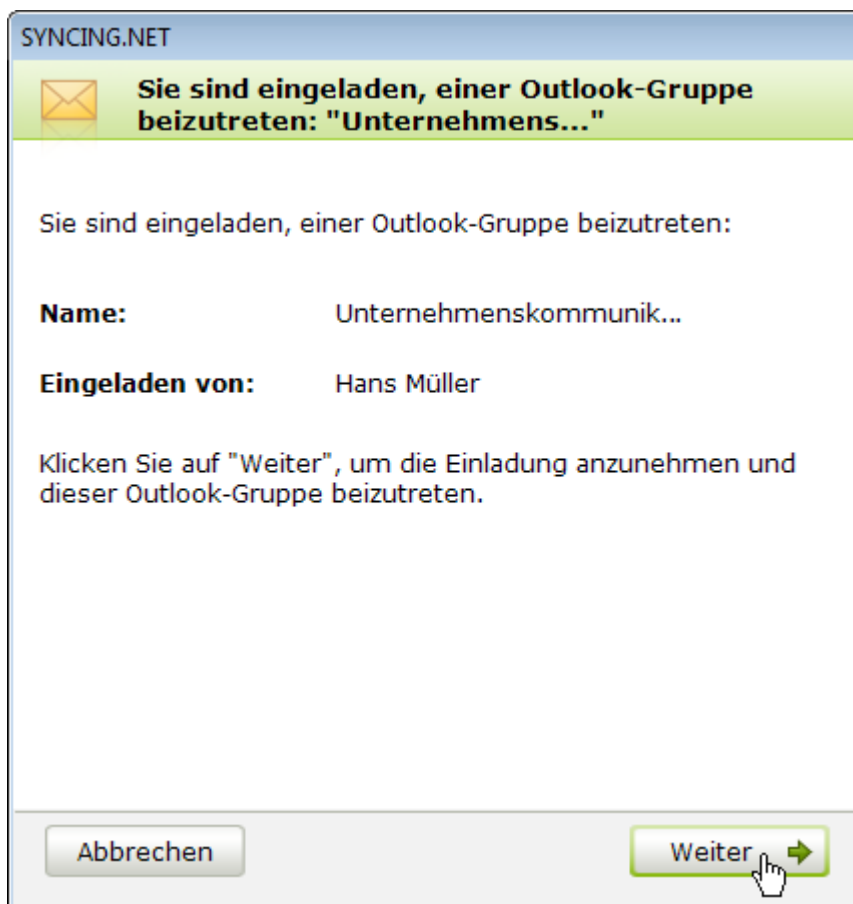 SYNCING.NET
Sie sind eingeladen, einer Outlook-Gruppe
beizutreten: "Unternehmens..."
Sie sind eingeladen, einer Outlook-Gruppe beizutreten:
Name: Unternehmenskommunik...
Eingeladen von: Hans Müller
Klicken Sie auf "Weiter", um die Einladung anzunehmen und
dieser Outlook-Gruppe beizutreten.
Abbrechen Weiter